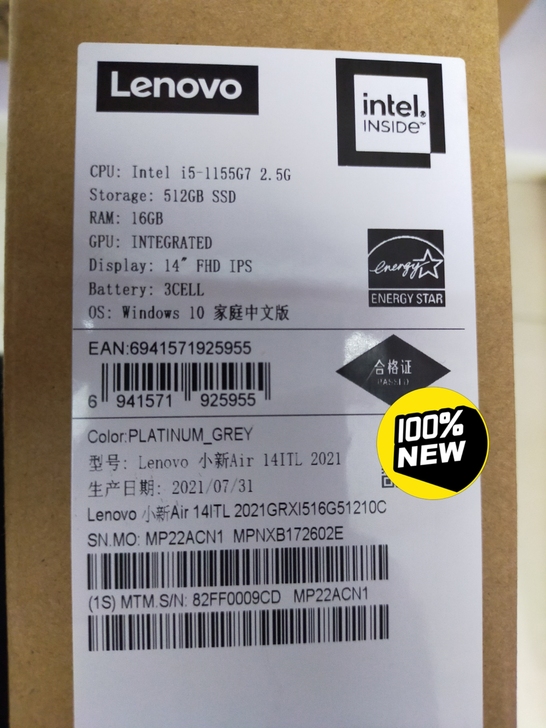 Lenovo
intel.
INSIDE™
CPU: Intel i5-1155G7 2.5G
Storage: 512GB SSD
RAM: 16GB
GPU: INTEGRATED
Display: 14″ FHD IPS
Battery: 3CELL
OS: Windows 10 家庭中文版
energy
ENERGY STAR
EAN:6941571925955
6 941571 925955
合格证
PASSED
100%
NEW
Color:PLATINUM_GREY
型号: Lenovo 小新Air 14ITL 2021
生产日期: 2021/07/31
Lenovo 小新Air 14ITL 2021GRXI516G51210C
SN.MO: MP22ACN1 MPNXB172602E
(1S) MTM.S/N: 82FF0009CD MP22ACN1